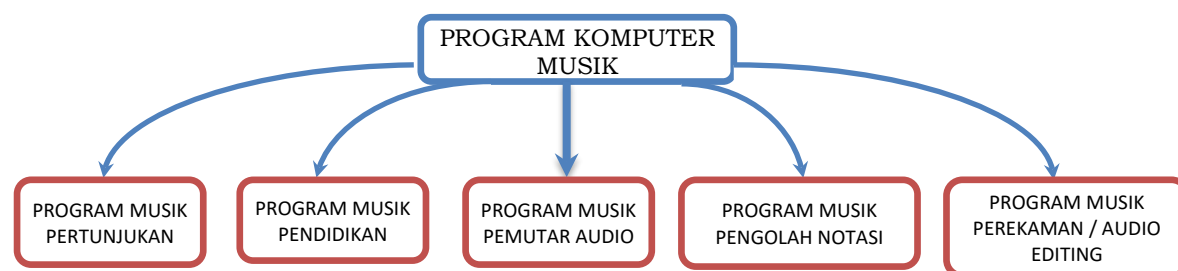 PROGRAM KOMPUTER
MUSIK
PROGRAM MUSIK
PERTUNJUKAN
PROGRAM MUSIK
PENDIDIKAN
PROGRAM MUSIK
PEMUTAR AUDIO
PROGRAM MUSIK
PENGOLAH NOTASI
PROGRAM MUSIK
PEREKAMAN / AUDIO
EDITING